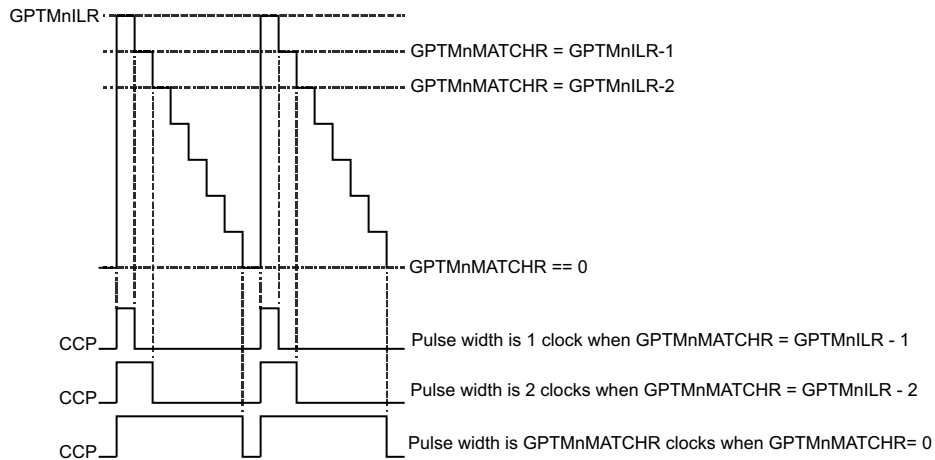 GPTMnILR
GPTMnMATCHR = GPTMnILR-1
GPTMnMATCHR = GPTMnILR-2
GPTMnMATCHR == 0
CCP
Pulse width is 1 clock when GPTMnMATCHR = GPTMnILR - 1
CCP
Pulse width is 2 clocks when GPTMnMATCHR = GPTMnILR - 2
CCP
Pulse width is GPTMnMATCHR clocks when GPTMnMATCHR= 0